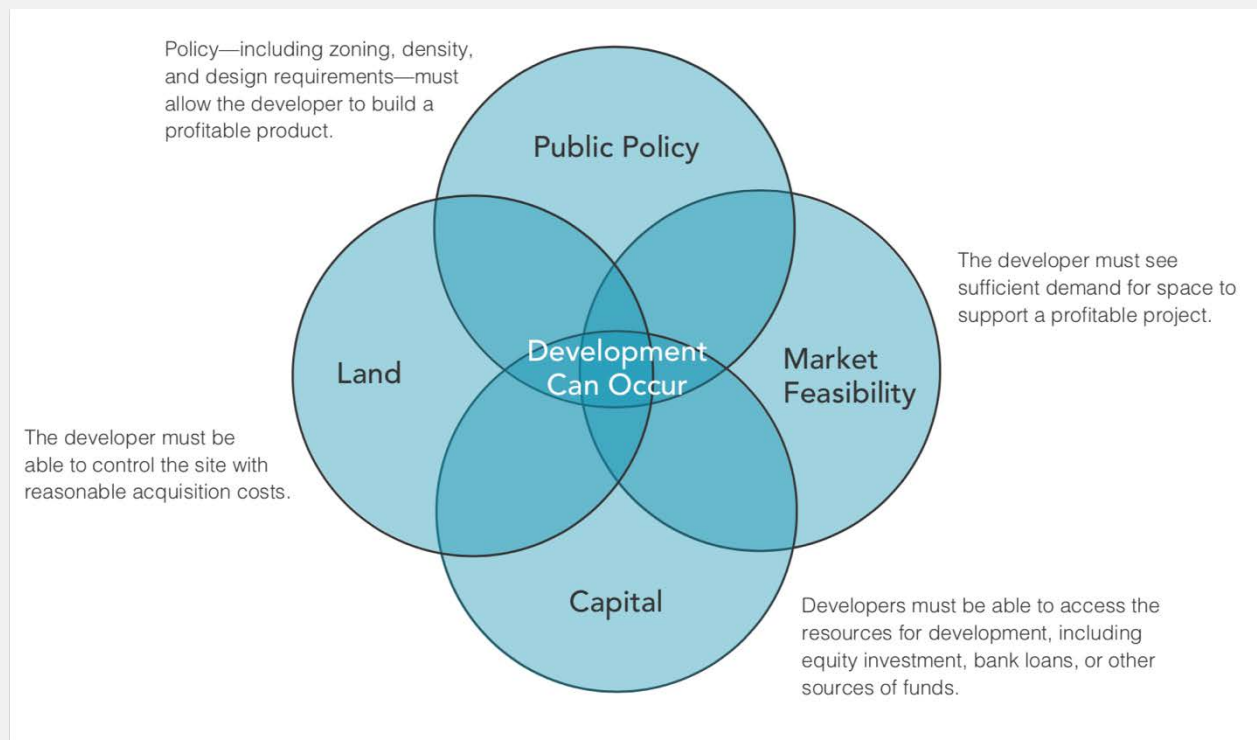 Policy—including zoning, density,
and design requirements—must
allow the developer to build a
profitable product.
Public Policy
The developer must see
sufficient demand for space to
support a profitable project.
Development
Can Occur
Land
Market
Feasibility
The developer must be
able to control the site with
reasonable acquisition costs.
Capital
Developers must be able to access the
resources for development, including
equity investment, bank loans, or other
sources of funds.